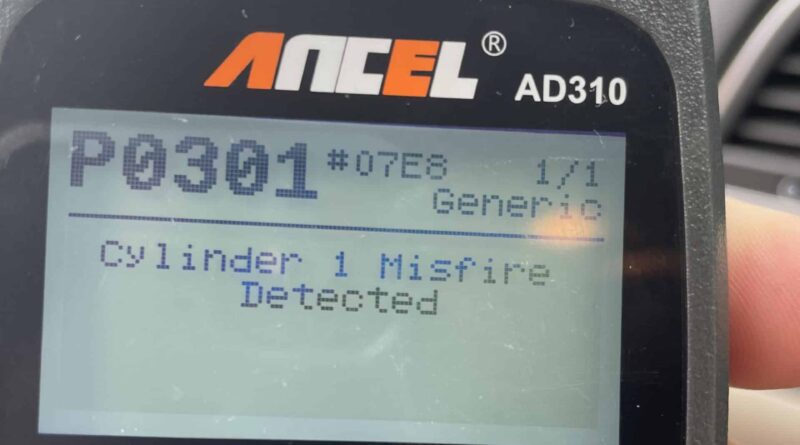 ANCEL®
AD310
P0301 #07E8 1/1
Generic
Cylinder 1 Misfire
Detected